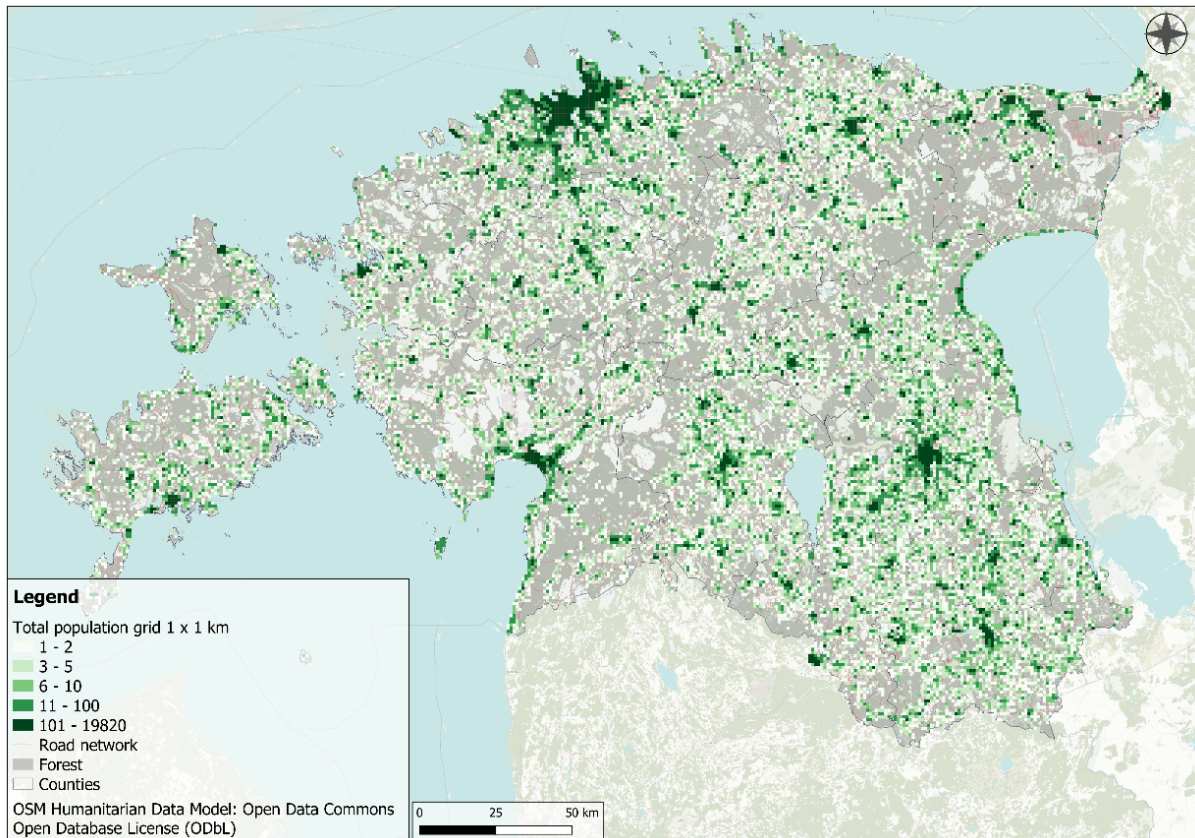 Legend
Total population grid 1 x 1 km
1 - 2
3 - 5
6 - 10
11 - 100
101 - 19820
Road network
Forest
Counties
OSM Humanitarian Data Model: Open Data Commons
Open Database License (ODbL)
0 25 50 km